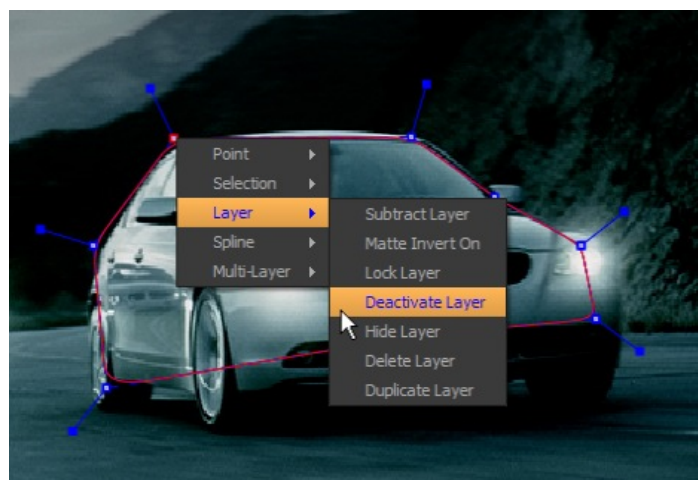 Point
Selection
Layer
Spline
Multi-Layer
Subtract Layer
Matte Invert On
Lock Layer
Deactivate Layer
Hide Layer
Delete Layer
Duplicate Layer